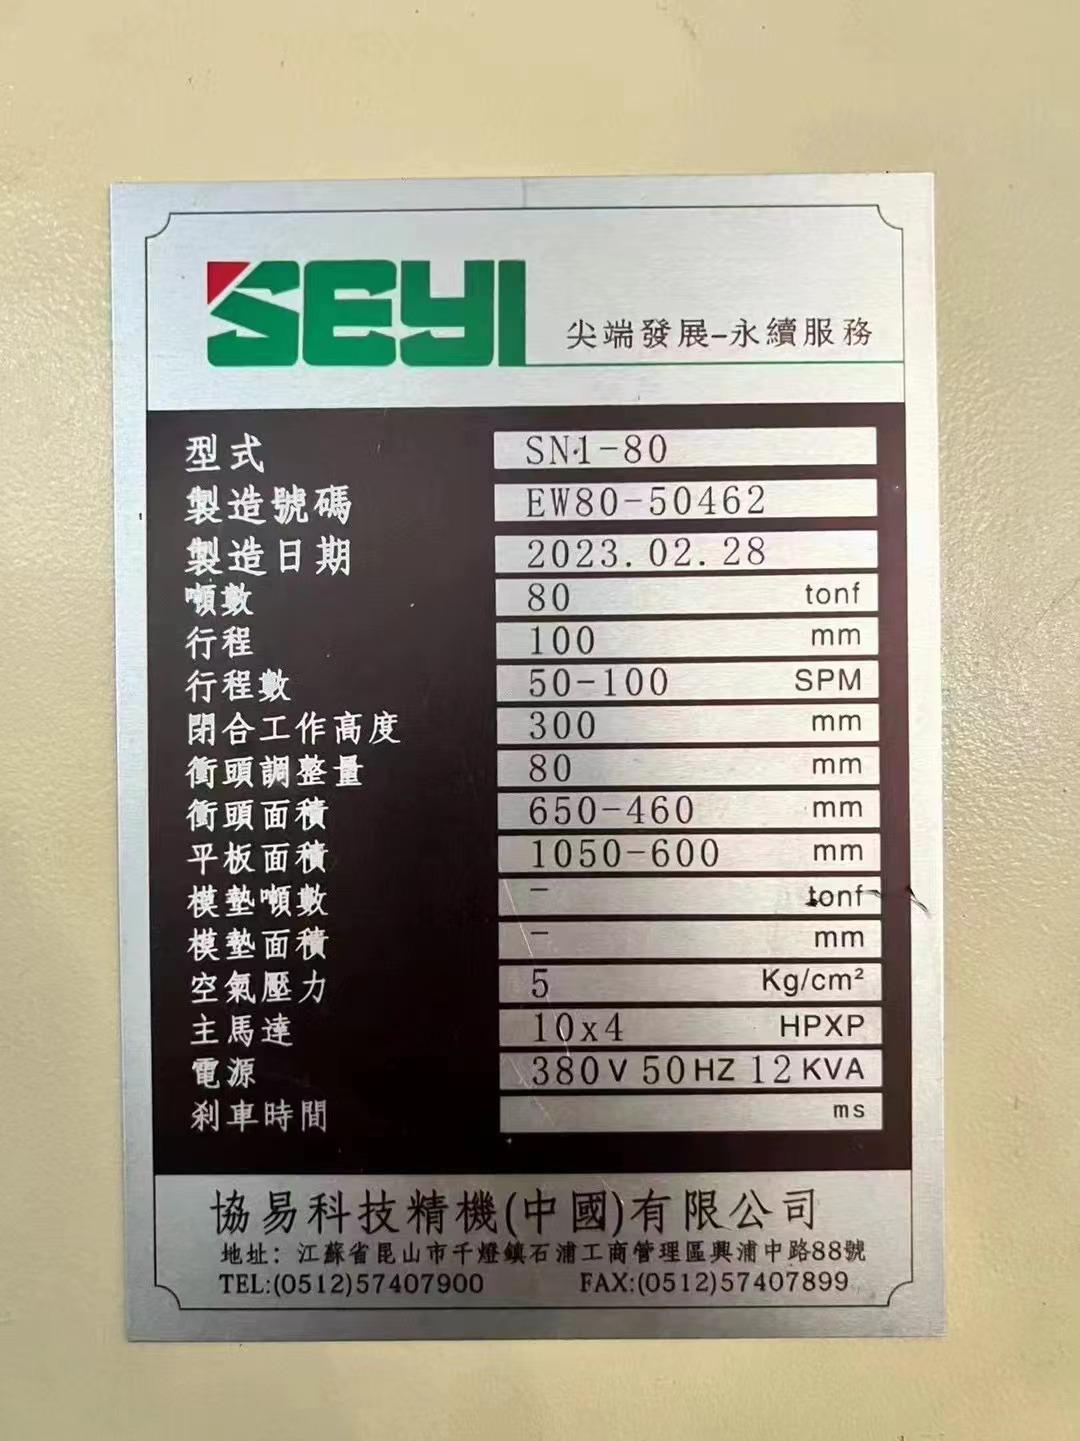 SEYI 尖端發展-永續服務
型式 SN1-80
製造號碼 EW80-50462
製造日期 2023.02.28
噸數 80 tonf
行程 100 mm
行程數 50-100 SPM
閉合工作高度 300 mm
衝頭調整量 80 mm
衝頭面積 650-460 mm
平板面積 1050-600 mm
模墊噸數 - tonf
模墊面積 - mm
空氣壓力 5 Kg/cm²
主馬達 10x4 HPXP
電源 380V 50HZ 12KVA
剎車時間 ms
協易科技精機(中國)有限公司
地址: 江蘇省昆山市千燈鎮石浦工商管理區興浦中路88號
TEL:(0512)57407900 FAX:(0512)57407899